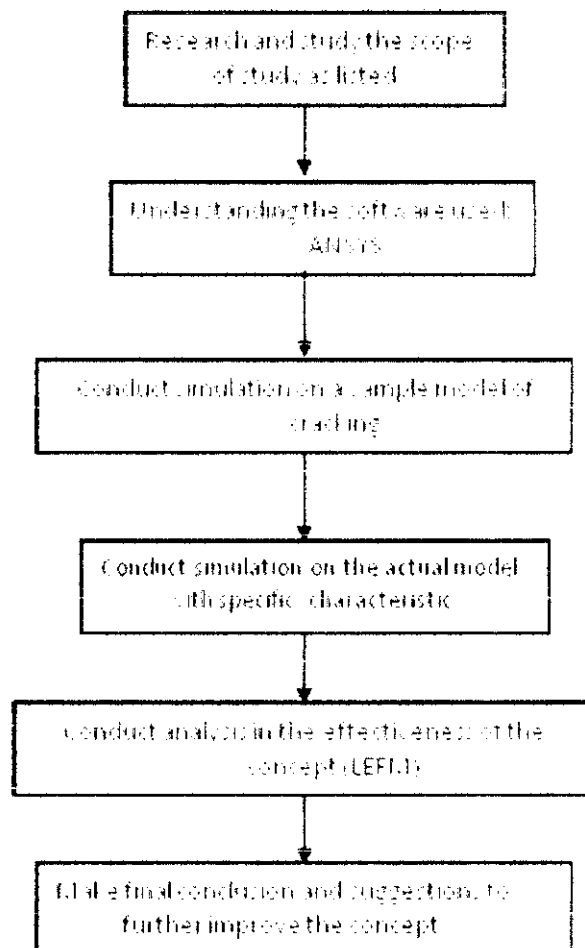 Research and study the scope
of study as listed
Understanding the software used:
ANSYS
Conduct simulation on a sample model of
cracking
Conduct simulation on the actual model
with specific characteristic
Conduct analysis in the effectiveness of the
concept (LEFM)
Make final conclusion and suggestions to
further improve the concept